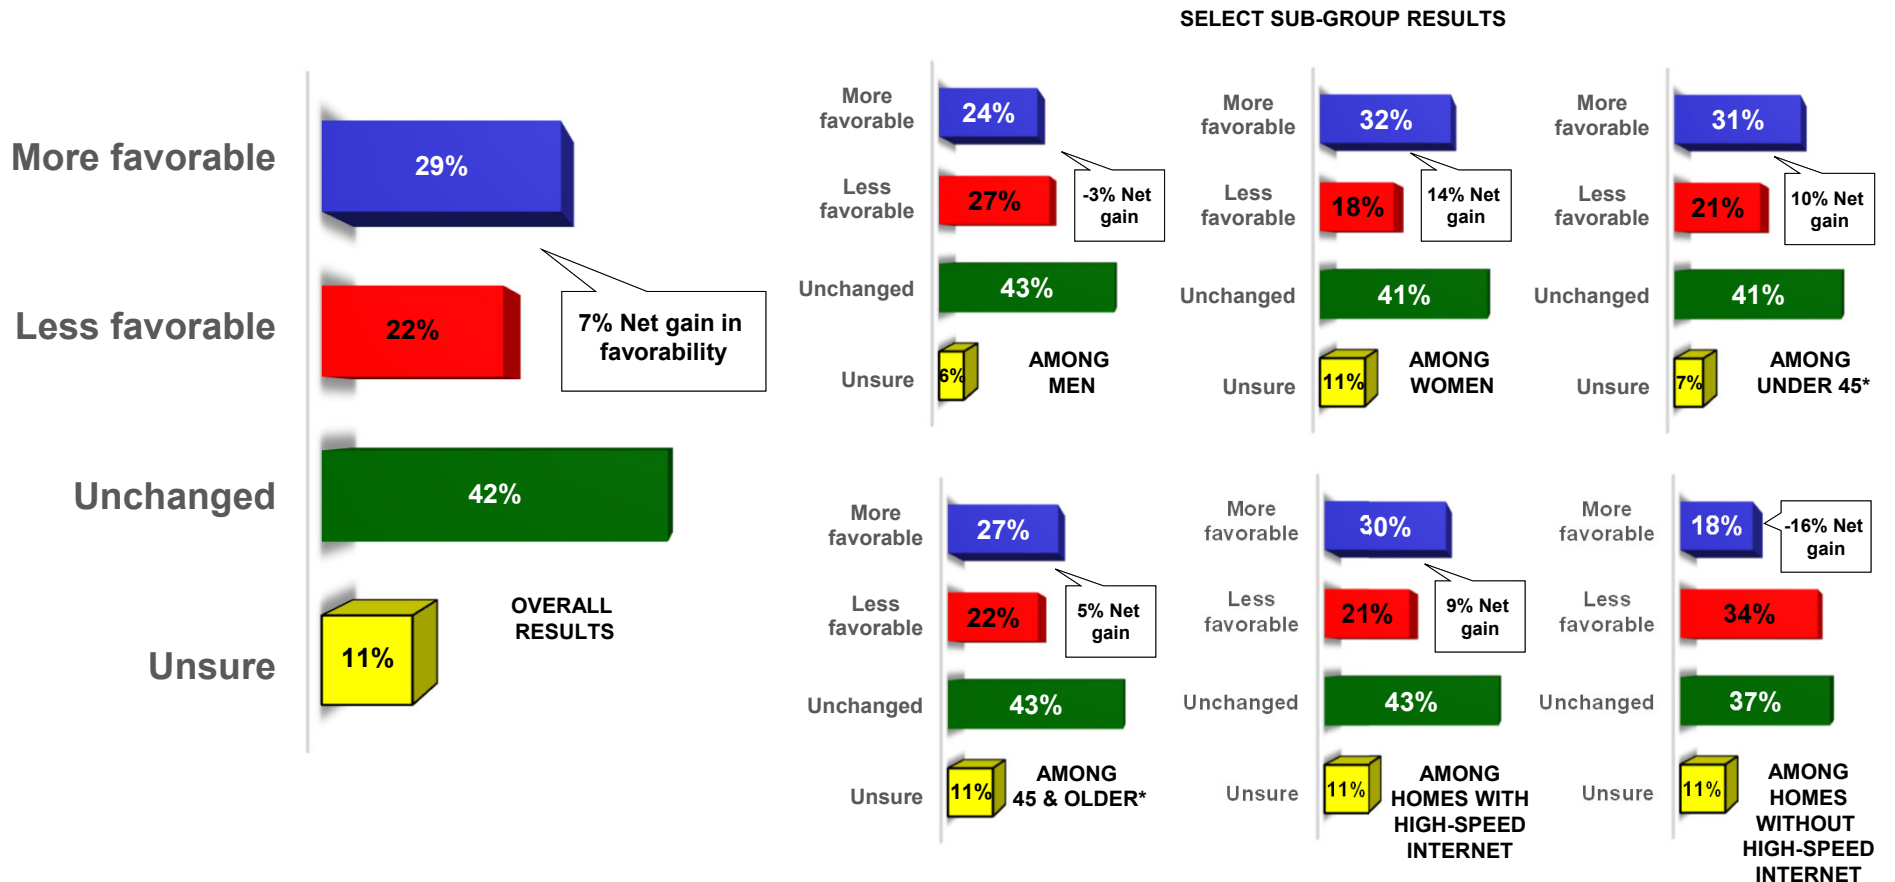 SELECT SUB-GROUP RESULTS
More favorable
29%
Less favorable
22%
7% Net gain in
favorability
Unchanged
42%
Unsure
11%
OVERALL
RESULTS
More
favorable
24%
Less
favorable
27%
-3% Net
gain
Unchanged
43%
Unsure
6%
AMONG
MEN
More
favorable
32%
Less
favorable
18%
14% Net
gain
Unchanged
41%
Unsure
11%
AMONG
WOMEN
More
favorable
31%
Less
favorable
21%
10% Net
gain
Unchanged
41%
Unsure
7%
AMONG
UNDER 45*
More
favorable
27%
Less
favorable
22%
5% Net
gain
Unchanged
43%
Unsure
11%
AMONG
45 & OLDER*
More
favorable
30%
Less
favorable
21%
9% Net
gain
Unchanged
43%
Unsure
11%
AMONG
HOMES WITH
HIGH-SPEED
INTERNET
More
favorable
18%
-16% Net
gain
Less
favorable
34%
Unchanged
37%
Unsure
11%
AMONG
HOMES
WITHOUT
HIGH-SPEED
INTERNET